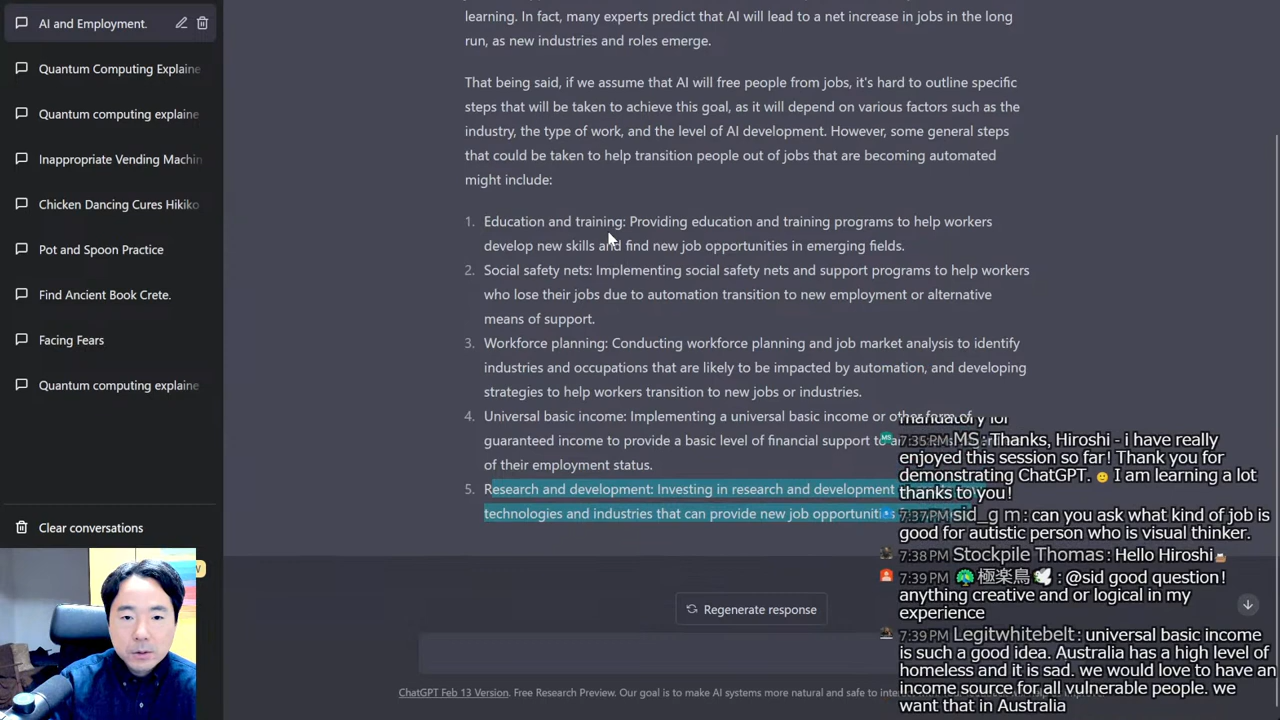 AI and Employment.
Quantum Computing Explaine
Quantum computing explaine
Inappropriate Vending Machin
Chicken Dancing Cures Hikiko
Pot and Spoon Practice
Find Ancient Book Crete.
Facing Fears
Quantum computing explaine
Clear conversations
W
learning. In fact, many experts predict that AI will lead to a net increase in jobs in the long
run, as new industries and roles emerge.
That being said, if we assume that AI will free people from jobs, it's hard to outline specific
steps that will be taken to achieve this goal, as it will depend on various factors such as the
industry, the type of work, and the level of AI development. However, some general steps
that could be taken to help transition people out of jobs that are becoming automated
might include:
1. Education and training: Providing education and training programs to help workers
develop new skills and find new job opportunities in emerging fields.
2. Social safety nets: Implementing social safety nets and support programs to help workers
who lose their jobs due to automation transition to new employment or alternative
means of support.
3. Workforce planning: Conducting workforce planning and job market analysis to identify
industries and occupations that are likely to be impacted by automation, and developing
strategies to help workers transition to new jobs or industries.
4. Universal basic income: Implementing a universal basic income or other form of
guaranteed income to provide a basic level of financial support to
of their employment status.
5. Research and development: Investing in research and development
technologies and industries that can provide new job opportunities
Regenerate response
ChatGPT Feb 13 Version. Free Research Preview. Our goal is to make AI systems more natural and safe to
mandatory for
MS 7:35PM MS : Thanks, Hiroshi - i have really
enjoyed this session so far! Thank you for
demonstrating ChatGPT. 🙂 I am learning a lot
thanks to you !
7:37PM sid_g m : can you ask what kind of job is
good for autistic person who is visual thinker.
7:38PM Stockpile Thomas : Hello Hiroshi
7:39PM 🦚極楽鳥🕊 : @sid good question!
anything creative and or logical in my
experience
7:39PM Legitwhitebelt : universal basic income
is such a good idea. Australia has a high level of
homeless and it is sad. we would love to have an
income source for all vulnerable people. we
want that in Australia